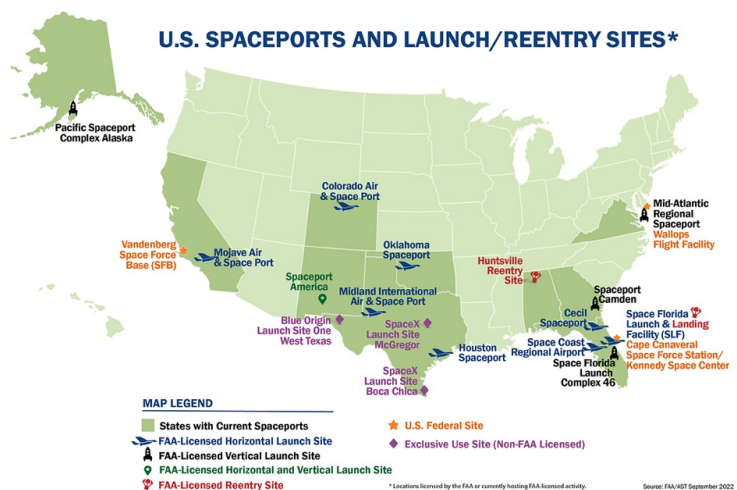 U.S. SPACEPORTS AND LAUNCH/REENTRY SITES*
Pacific Spaceport
Complex Alaska
Colorado Air
& Space Port
Mid-Atlantic
Regional
Spaceport
Wallops
Flight Facility
Vandenberg
Space Force
Base (SFB)
Mojave Air
& Space Port
Oklahoma
Spaceport
Huntsville
Reentry
Site
Spaceport
America
Midland International
Air & Space Port
Spaceport
Camden
Blue Origin
Launch Site One
West Texas
SpaceX
Launch Site
McGregor
Cecil
Spaceport
Space Florida
Launch & Landing
Facility (SLF)
Houston
Spaceport
Space Coast
Regional Airport
Cape Canaveral
Space Force Station/
Kennedy Space Center
Space Florida
Launch
Complex 46
SpaceX
Launch Site
Boca Chica
MAP LEGEND
States with Current Spaceports
FAA-Licensed Horizontal Launch Site
FAA-Licensed Vertical Launch Site
FAA-Licensed Horizontal and Vertical Launch Site
FAA-Licensed Reentry Site
U.S. Federal Site
Exclusive Use Site (Non-FAA Licensed)
* Locations licensed by the FAA or currently hosting FAA-licensed activity.
Source: FAA/AST September 2022